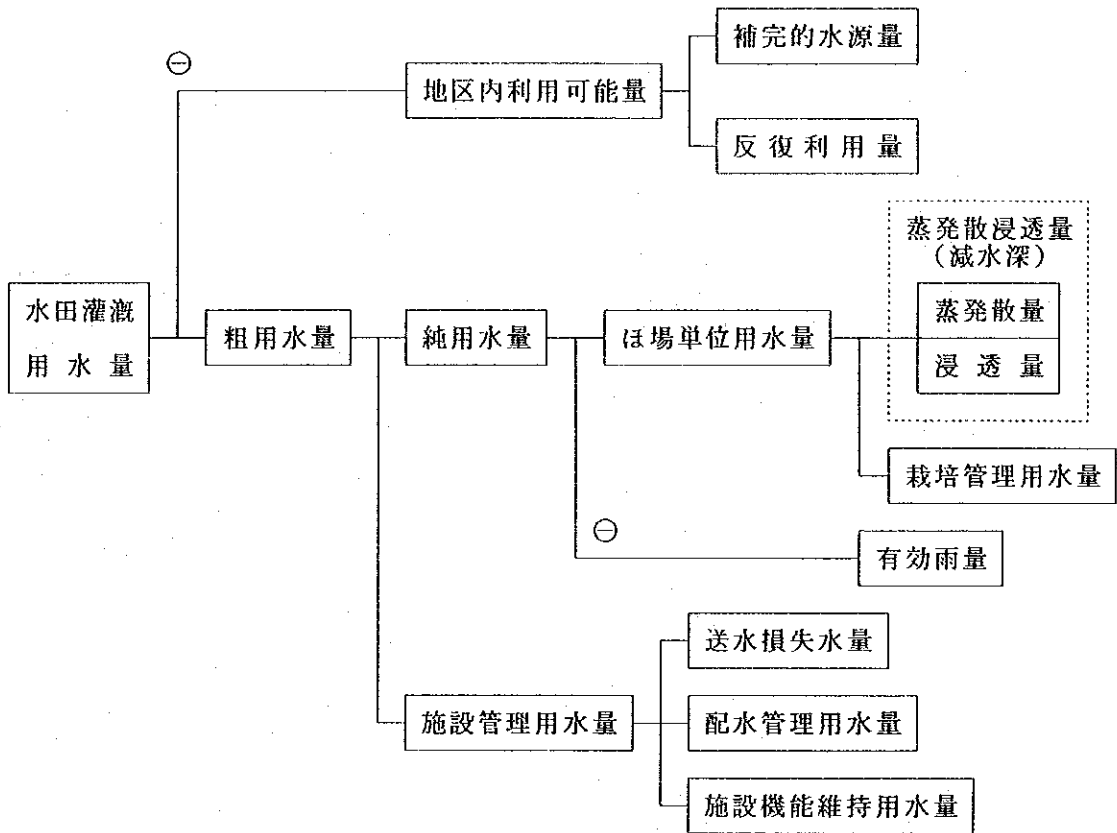 補完的水源量
⊖
地区内利用可能量
反復利用量
蒸発散浸透量
(減水深)
水田灌漑
用水量
粗用水量
純用水量
ほ場単位用水量
蒸発散量
浸透量
栽培管理用水量
⊖
有効雨量
送水損失水量
施設管理用水量
配水管理用水量
施設機能維持用水量